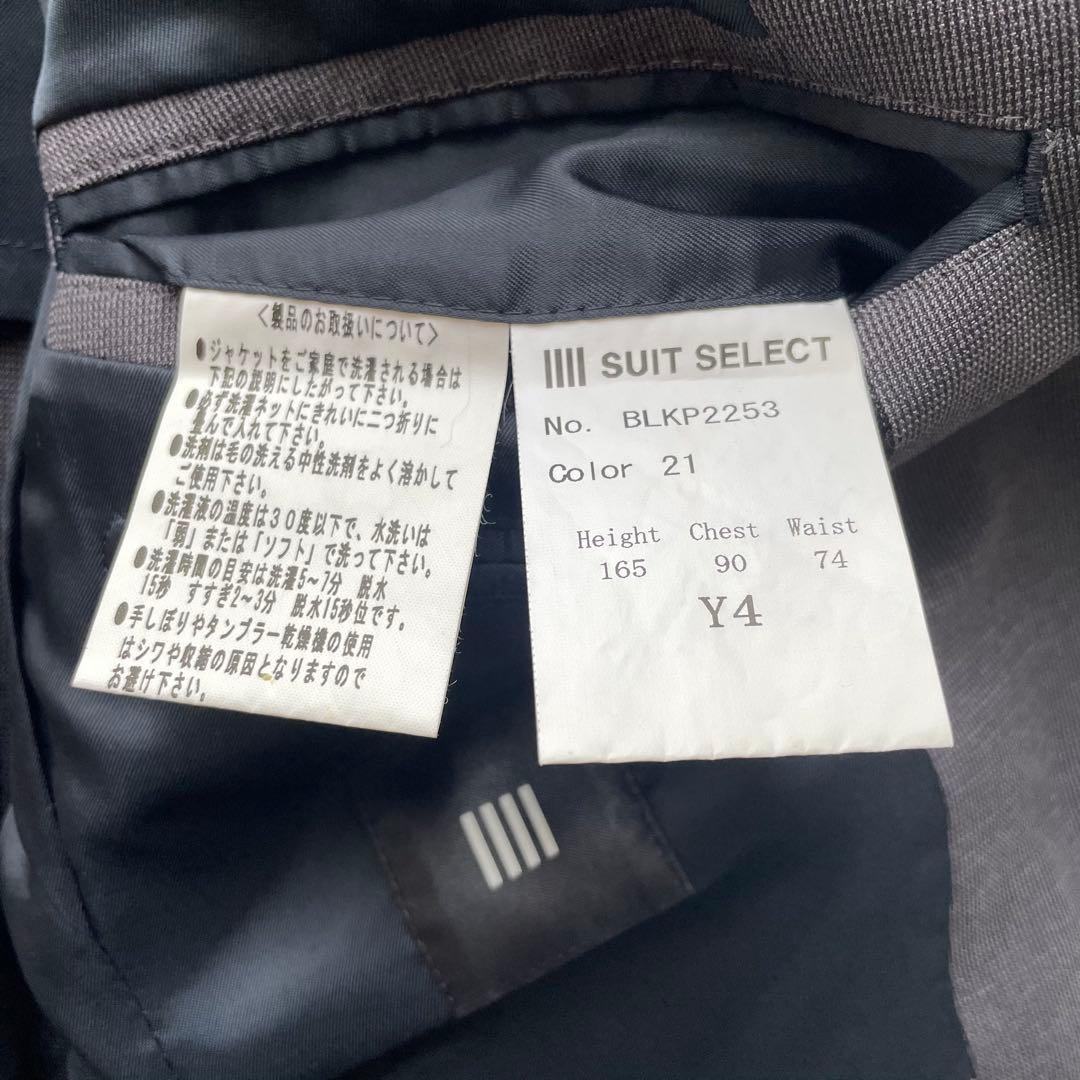 〈製品のお取扱いについて〉
●ジャケットをご家庭で洗濯される場合は
下記の説明にしたがって下さい。
●必ず洗濯ネットにきれいに二つ折りに
畳んで入れて下さい。
●洗剤は毛の洗える中性洗剤をよく溶かして
ご使用下さい。
●洗濯液の温度は30度以下で、水洗いは
「弱」または「ソフト」で洗って下さい。
●洗濯時間の目安は洗濯5~7分 脱水
15秒 すすぎ2~3分 脱水15秒位です。
●手しぼりやタンブラー乾燥機の使用
はシワや収縮の原因となりますので
お避け下さい。
SUIT SELECT
No. BLKP2253
Color 21
Height Chest Waist
165 90 74
Y4